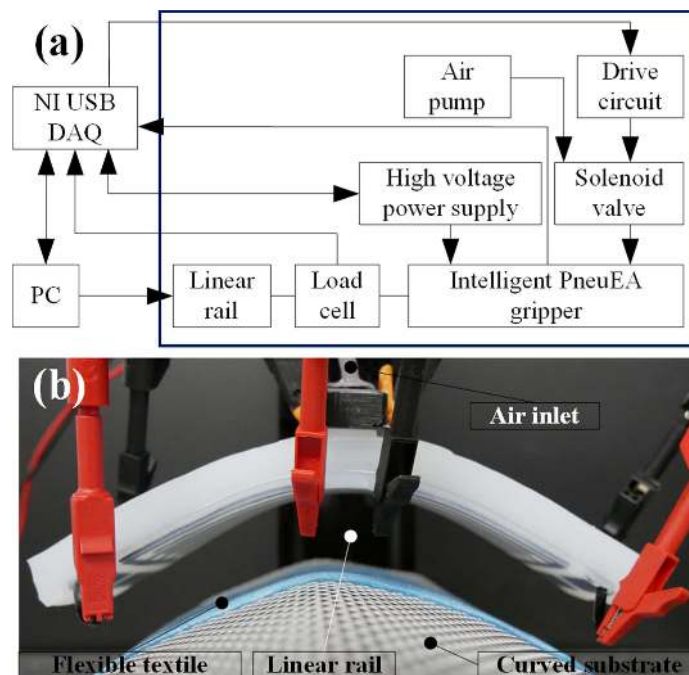 (a)
NI USB
DAQ
Air
pump
Drive
circuit
High voltage
power supply
Solenoid
valve
PC
Linear
rail
Load
cell
Intelligent PneuEA
gripper
(b)
Air inlet
Flexible textile
Linear rail
Curved substrate